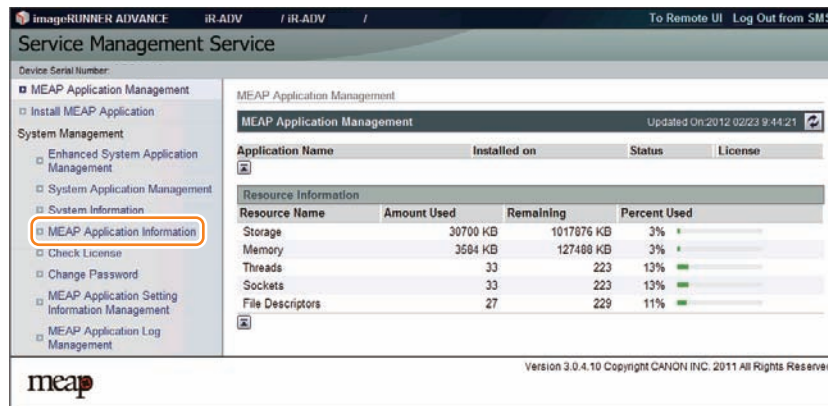 imageRUNNER ADVANCE iR-ADV / iR-ADV / To Remote UI Log Out from SMS
Service Management Service
Device Serial Number:
MEAP Application Management
Install MEAP Application
System Management
Enhanced System Application
Management
System Application Management
System Information
MEAP Application Information
Check License
Change Password
MEAP Application Setting
Information Management
MEAP Application Log
Management
MEAP Application Management
MEAP Application Management Updated On:2012 02/23 9:44:21
Application Name Installed on Status License
Resource Information
Resource Name Amount Used Remaining Percent Used
Storage 30700 KB 1017876 KB 3%
Memory 3584 KB 127488 KB 3%
Threads 33 223 13%
Sockets 33 223 13%
File Descriptors 27 229 11%
meap
Version 3.0.4.10 Copyright CANON INC. 2011 All Rights Reserve